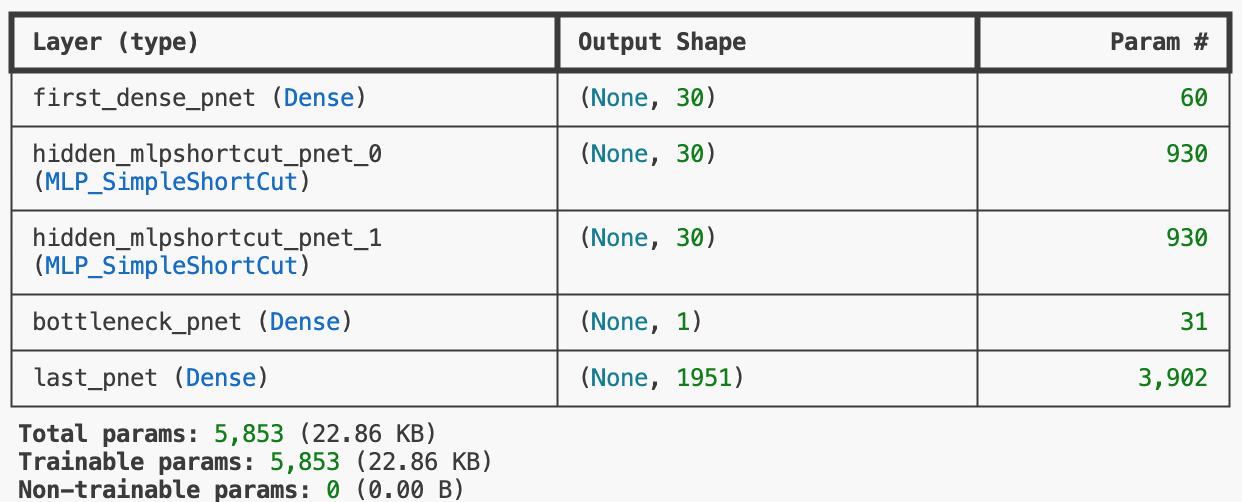 Layer (type) Output Shape Param #
first_dense_pnet (Dense) (None, 30) 60
hidden_mlpshortcut_pnet_0 (None, 30) 930
(MLP_SimpleShortCut)
hidden_mlpshortcut_pnet_1 (None, 30) 930
(MLP_SimpleShortCut)
bottleneck_pnet (Dense) (None, 1) 31
last_pnet (Dense) (None, 1951) 3,902
Total params: 5,853 (22.86 KB)
Trainable params: 5,853 (22.86 KB)
Non-trainable params: 0 (0.00 B)